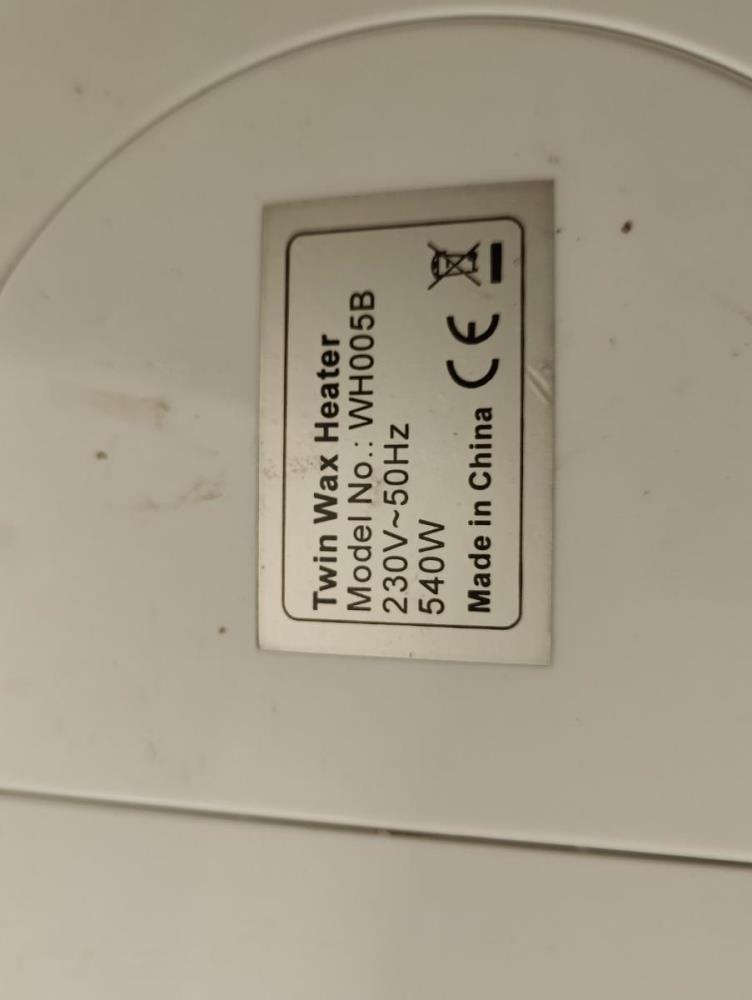 Twin Wax Heater
Model No.: WH005B
230V~50Hz
540W
Made in China CE